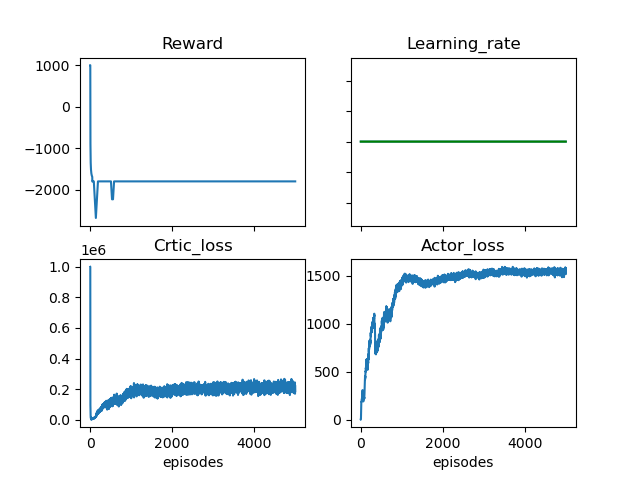 Reward
Learning_rate
1000
0
−1000
−2000
Crtic_loss
Actor_loss
1e6
1.0
0.8
0.6
0.4
0.2
0.0
1500
1000
500
0
0 2000 4000
0 2000 4000
episodes
episodes